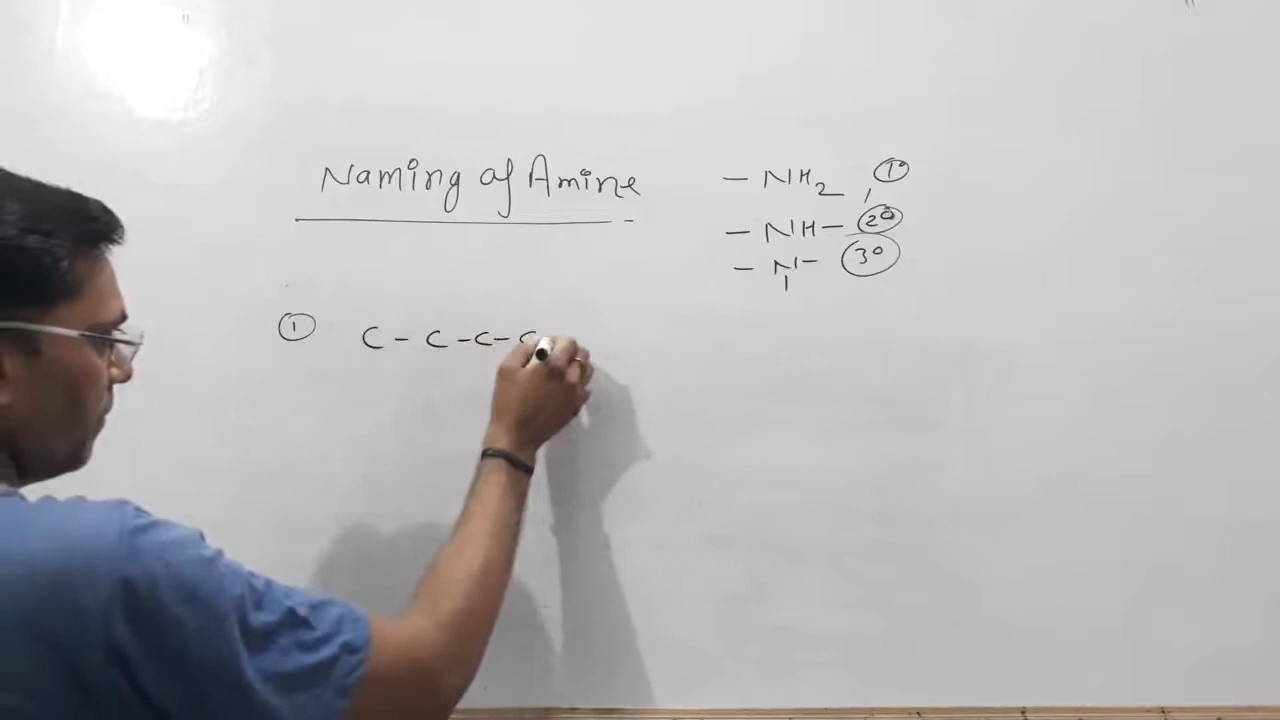 Naming of Amine
- NH2 1°
- NH - 2°
- N - 3°
① C - C - C - C